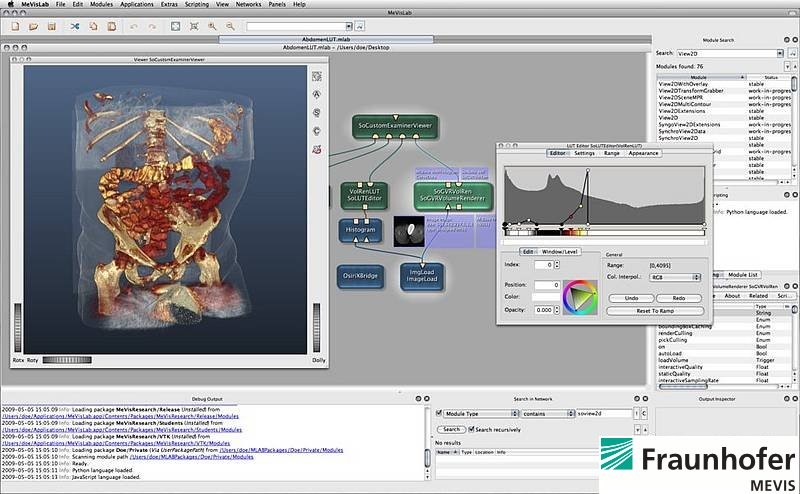 MeVisLab File Edit Extras Scripting View Networks Panels Help
AbdomenLUT.mlab
AbdomenLUT.mlab - /Users/doe/Desktop
Viewer SoCustomExaminerViewer
Rotx Roty
Dolly
SoCustomExaminerViewer
VolRenLUT
SoLUTEditor
SoGVRVolRen
SoGVRVolumeRenderer
Histogram
OsiriXBridge
ImgLoad
ImageLoad
LUT Editor SoLUTEditor(VolRenLUT)
Editor Settings Range Appearance
Edit Window/Level
Index: 0
Position: 0
Color:
Opacity: 0.000
General
Range: [0,4095]
Col. Interpol.: RGB
Undo Redo
Reset To Ramp
Module Search
Search: View2D
Modules found: 76
Module Status
View2DWithOverlay stable
View2DTransformGrabber work-in-progres
View2DSceneMPR work-in-progres
View2DMultiContour work-in-progres
View2DExtensions stable
View2D stable
SyngoView2DExtensions work-in-progres
SynchroView2Data work-in-progres
Info: Python language loaded.
Module List
About Related Scri...
Type
String
Enum
boundingBoxCaching Enum
renderCulling Enum
pickCulling Enum
on Bool
autoLoad Bool
loadVolume Trigger
interactiveQuality Float
staticQuality Float
interactiveSamplingRate Float
Debug Output
2009-05-05 15:05:09 Info: Loading package MeVisResearch/Release (Installed) from
/Users/doe/Applications/MeVisLab.app/Contents/Packages/MeVisResearch/Release/Modules
2009-05-05 15:05:09 Info: Loading package MeVisResearch/Students (Installed) from
/Users/doe/Applications/MeVisLab.app/Contents/Packages/MeVisResearch/Students/Modules
2009-05-05 15:05:09 Info: Loading package MeVisResearch/VTK (Installed) from
/Users/doe/Applications/MeVisLab.app/Contents/Packages/MeVisResearch/VTK/Modules
2009-05-05 15:05:10 Info: Loading package Doe/Private (Via UserPackagePath) from /Users/doe/MLABPackages/Doe/Private/Modules
2009-05-05 15:05:10 Info: Scanning module path /Users/doe/MLABPackages/Doe/Private/Modules
2009-05-05 15:05:10 Info: Ready.
2009-05-05 15:05:11 Info: Python language loaded.
2009-05-05 15:05:13 Info: JavaScript language loaded.
Search in Network
Module Type contains soview2d
Search Search recursively
No results
Name Type Location Info
Output Inspector
Fraunhofer
MEVIS